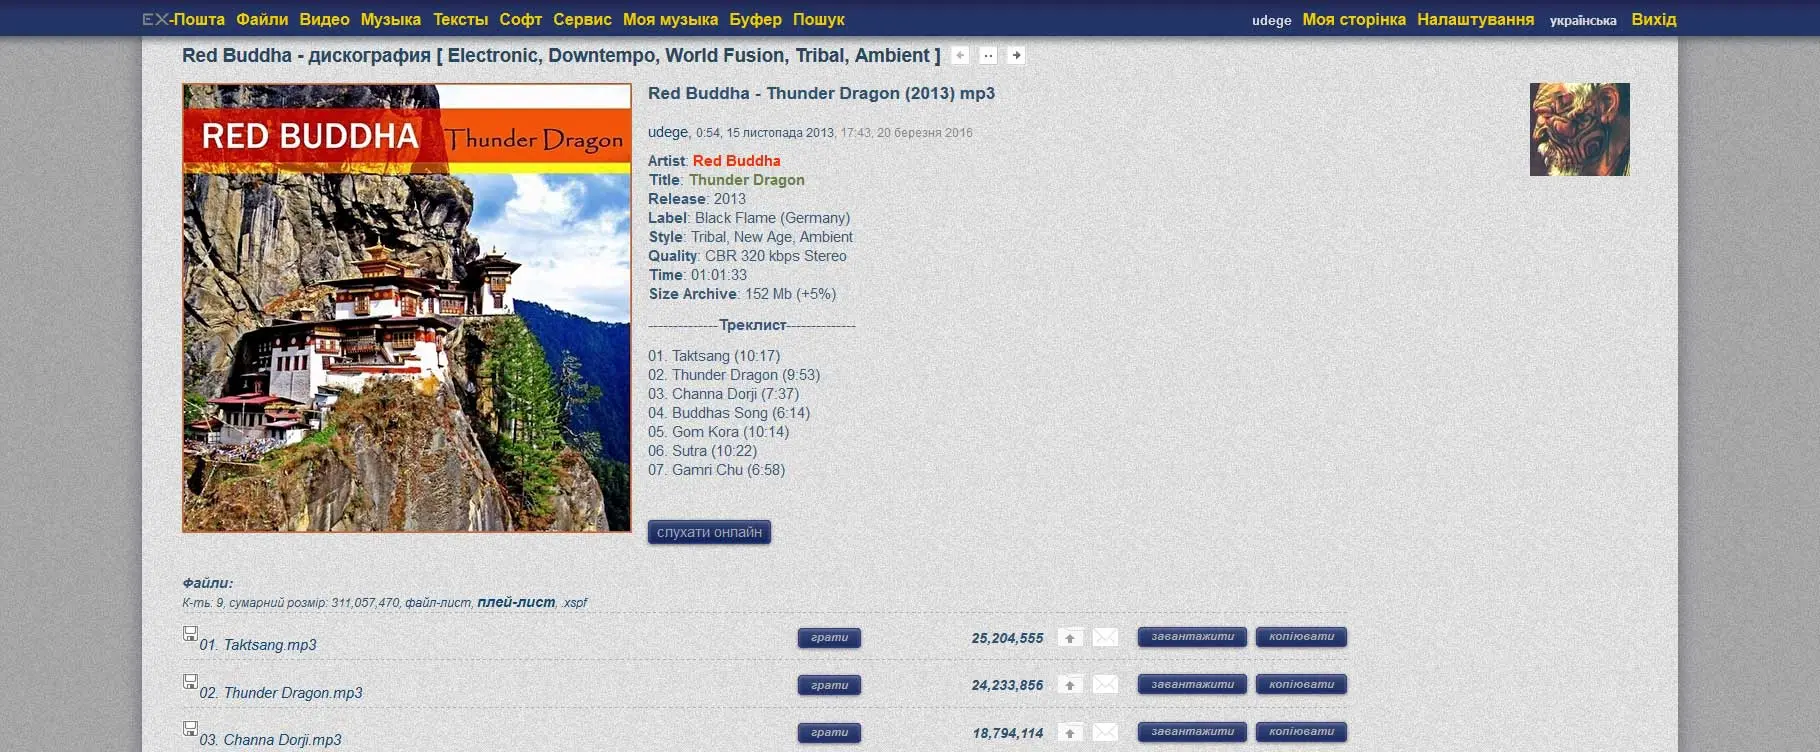 EX-Пошта Файли Видео Музыка Тексты Софт Сервис Моя музыка Буфер Пошук udege Моя сторінка Налаштування українська Вихід
Red Buddha - дискография [ Electronic, Downtempo, World Fusion, Tribal, Ambient ]
RED BUDDHA Thunder Dragon
Red Buddha - Thunder Dragon (2013) mp3
udege, 0:54, 15 листопада 2013, 17:43, 20 березня 2016
Artist: Red Buddha
Title: Thunder Dragon
Release: 2013
Label: Black Flame (Germany)
Style: Tribal, New Age, Ambient
Quality: CBR 320 kbps Stereo
Time: 01:01:33
Size Archive: 152 Mb (+5%)
--------------Треклист--------------
01. Taktsang (10:17)
02. Thunder Dragon (9:53)
03. Channa Dorji (7:37)
04. Buddhas Song (6:14)
05. Gom Kora (10:14)
06. Sutra (10:22)
07. Gamri Chu (6:58)
слухати онлайн
Файли:
К-ть: 9, сумарний розмір: 311,057,470, файл-лист, плей-лист, .xspf
01. Taktsang.mp3 грати 25,204,555 завантажити копіювати
02. Thunder Dragon.mp3 грати 24,233,856 завантажити копіювати
03. Channa Dorji.mp3 грати 18,794,114 завантажити копіювати